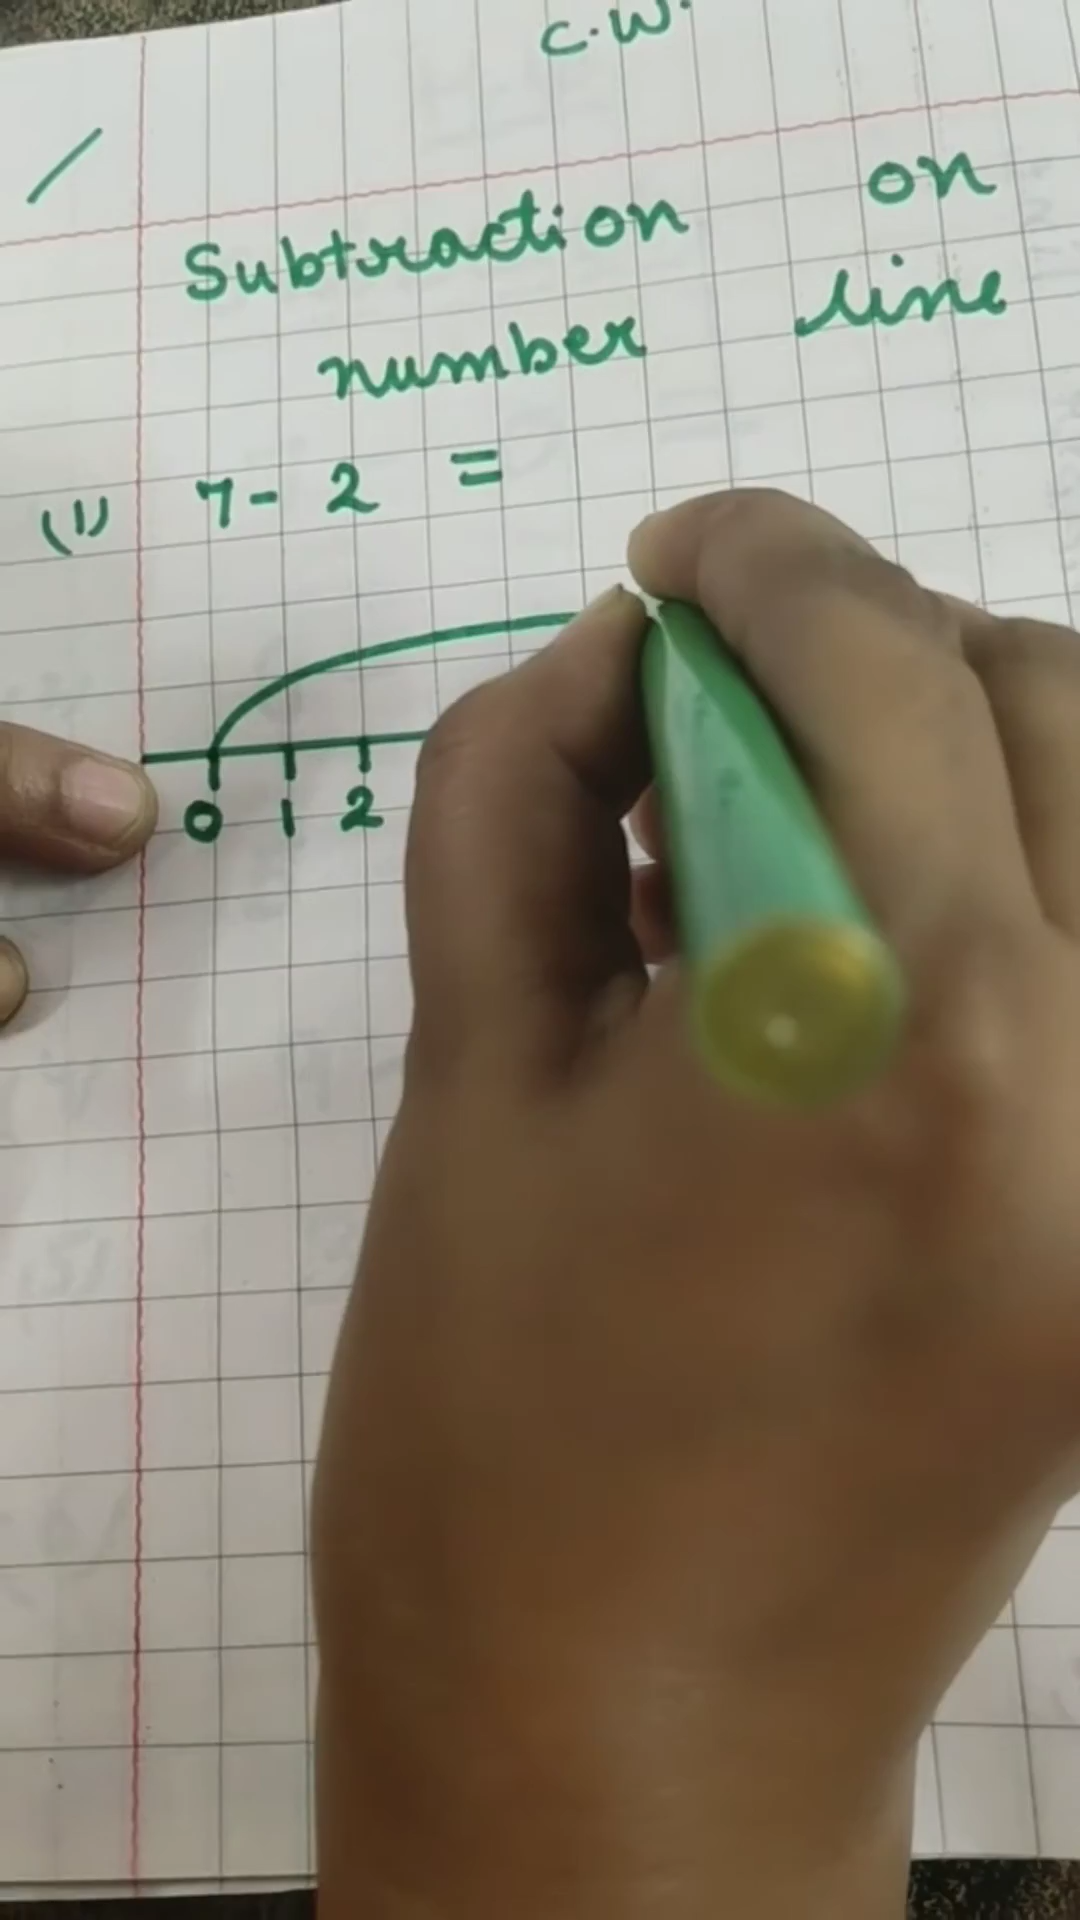 C.W.
Subtraction on
number line
(1) 7 - 2 =
0 1 2